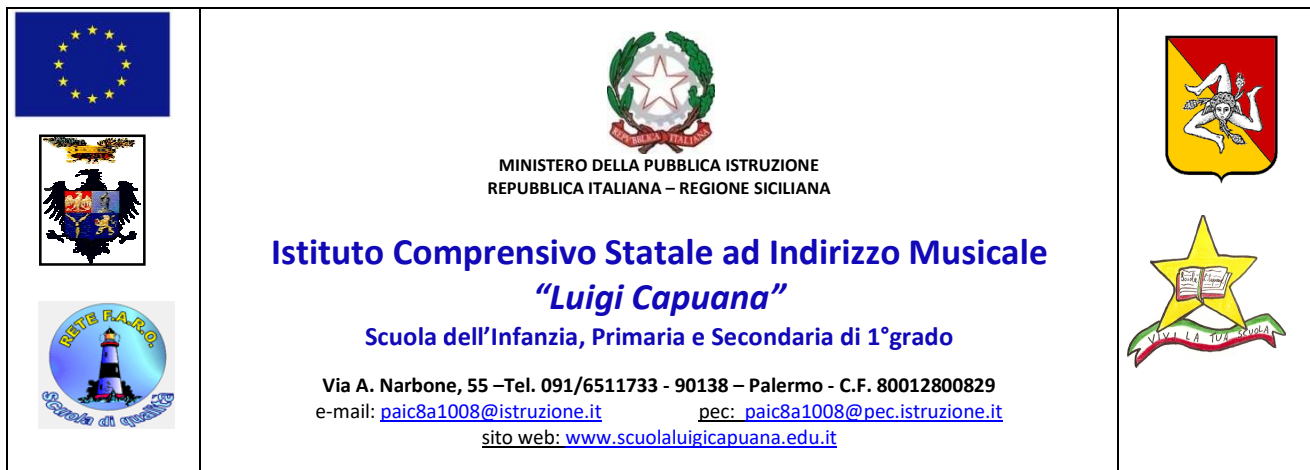 REPVBBLICA ITALIANA
MINISTERO DELLA PUBBLICA ISTRUZIONE
REPUBBLICA ITALIANA – REGIONE SICILIANA
Istituto Comprensivo Statale ad Indirizzo Musicale
“Luigi Capuana”
Scuola dell’Infanzia, Primaria e Secondaria di 1°grado
Via A. Narbone, 55 –Tel. 091/6511733 - 90138 – Palermo - C.F. 80012800829
e-mail: paic8a1008@istruzione.it pec: paic8a1008@pec.istruzione.it
sito web: www.scuolaluigicapuana.edu.it
RETE F.A.R.O.
Scuola di qualità
VIVI LA TUA SCUOLA